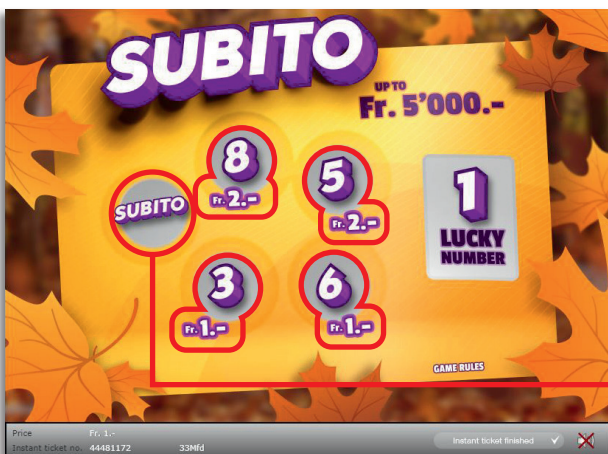 SUBITO
UP TO
Fr. 5'000.-
8
Fr. 2.-
5
Fr. 2.-
SUBITO
1
LUCKY
NUMBER
3
Fr. 1.-
6
Fr. 1.-
GAME RULES
Price Fr. 1.-
Instant ticket no. 44481172 33Mfd
Instant ticket finished